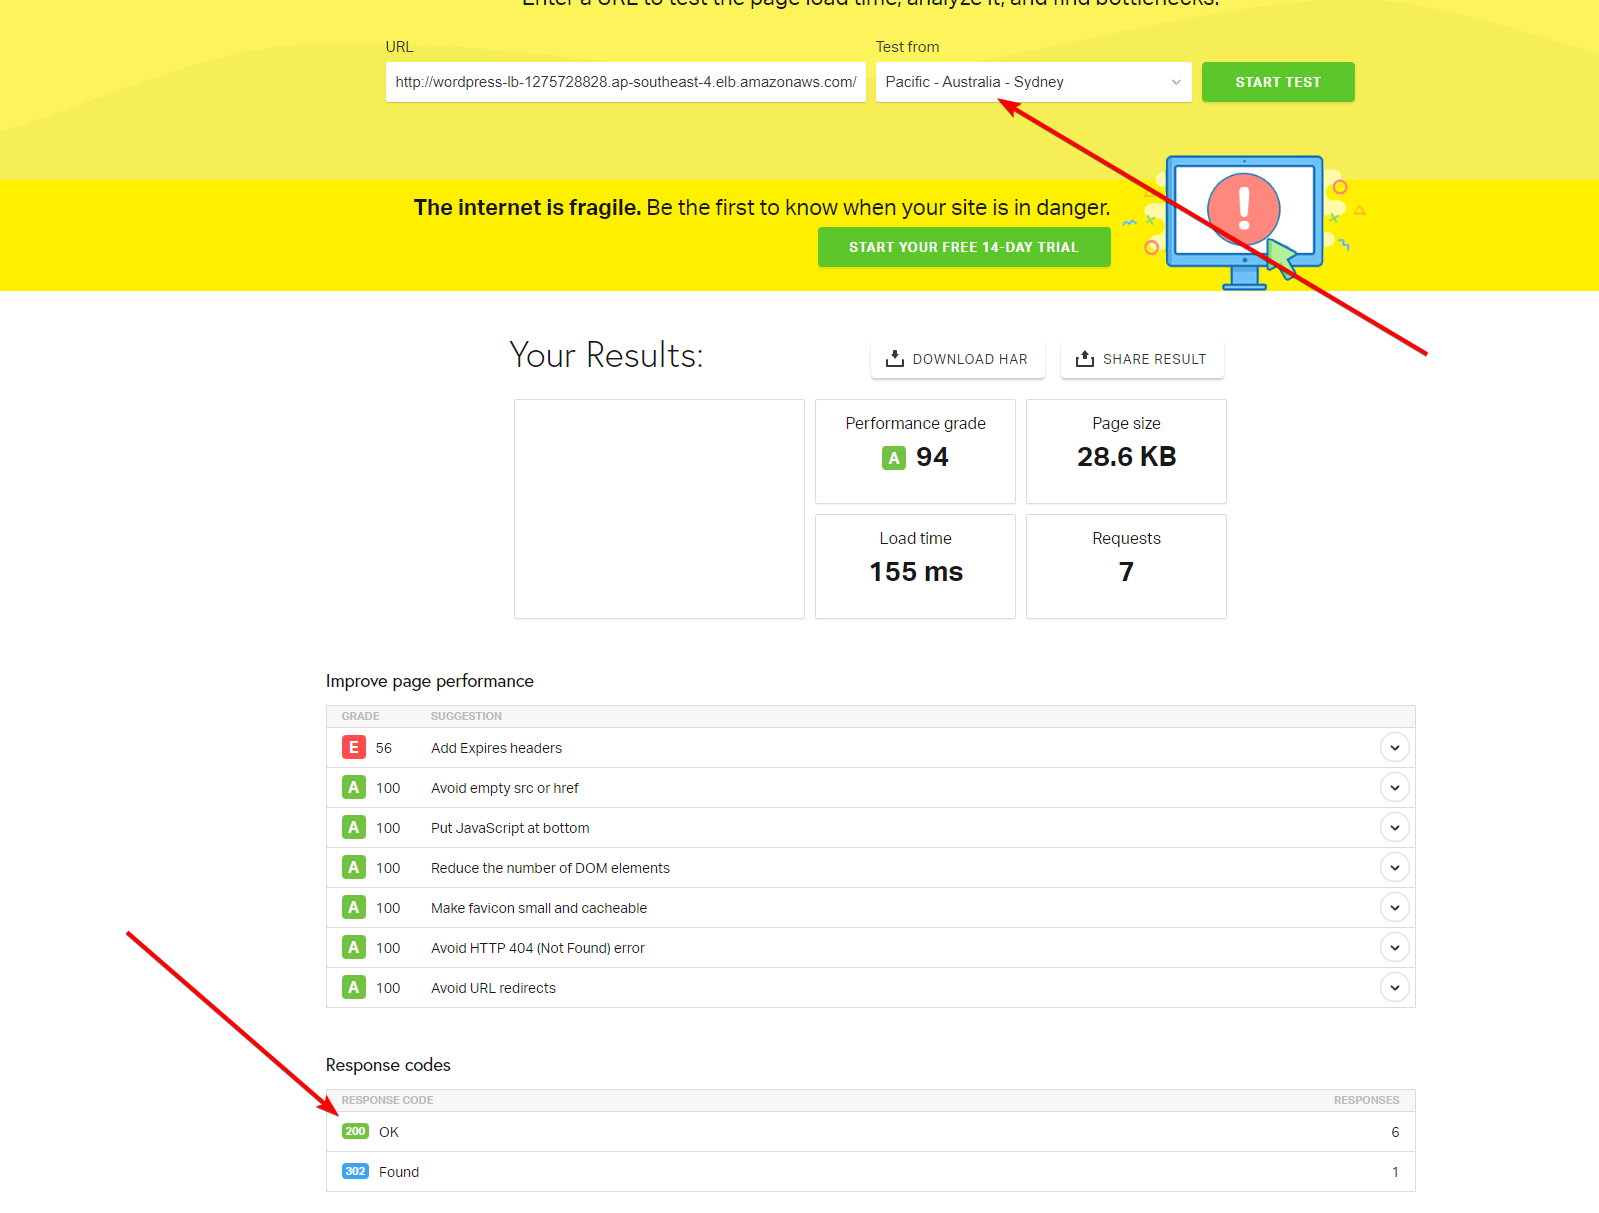 Enter a URL to test the page load time, analyze it, and find bottlenecks.
URL
Test from
http://wordpress-lb-1275728828.ap-southeast-4.elb.amazonaws.com/
Pacific - Australia - Sydney
START TEST
The internet is fragile. Be the first to know when your site is in danger.
START YOUR FREE 14-DAY TRIAL
Your Results:
DOWNLOAD HAR
SHARE RESULT
Performance grade
A 94
Page size
28.6 KB
Load time
155 ms
Requests
7
Improve page performance
GRADE SUGGESTION
E 56 Add Expires headers
A 100 Avoid empty src or href
A 100 Put JavaScript at bottom
A 100 Reduce the number of DOM elements
A 100 Make favicon small and cacheable
A 100 Avoid HTTP 404 (Not Found) error
A 100 Avoid URL redirects
Response codes
RESPONSE CODE RESPONSES
200 OK 6
302 Found 1